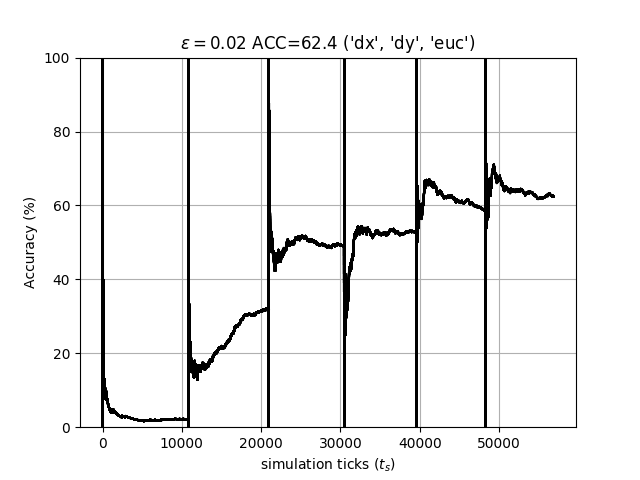 ε = 0.02 ACC=62.4 ('dx', 'dy', 'euc')
100
80
60
40
20
0
Accuracy (%)
0 10000 20000 30000 40000 50000
simulation ticks (tₛ)